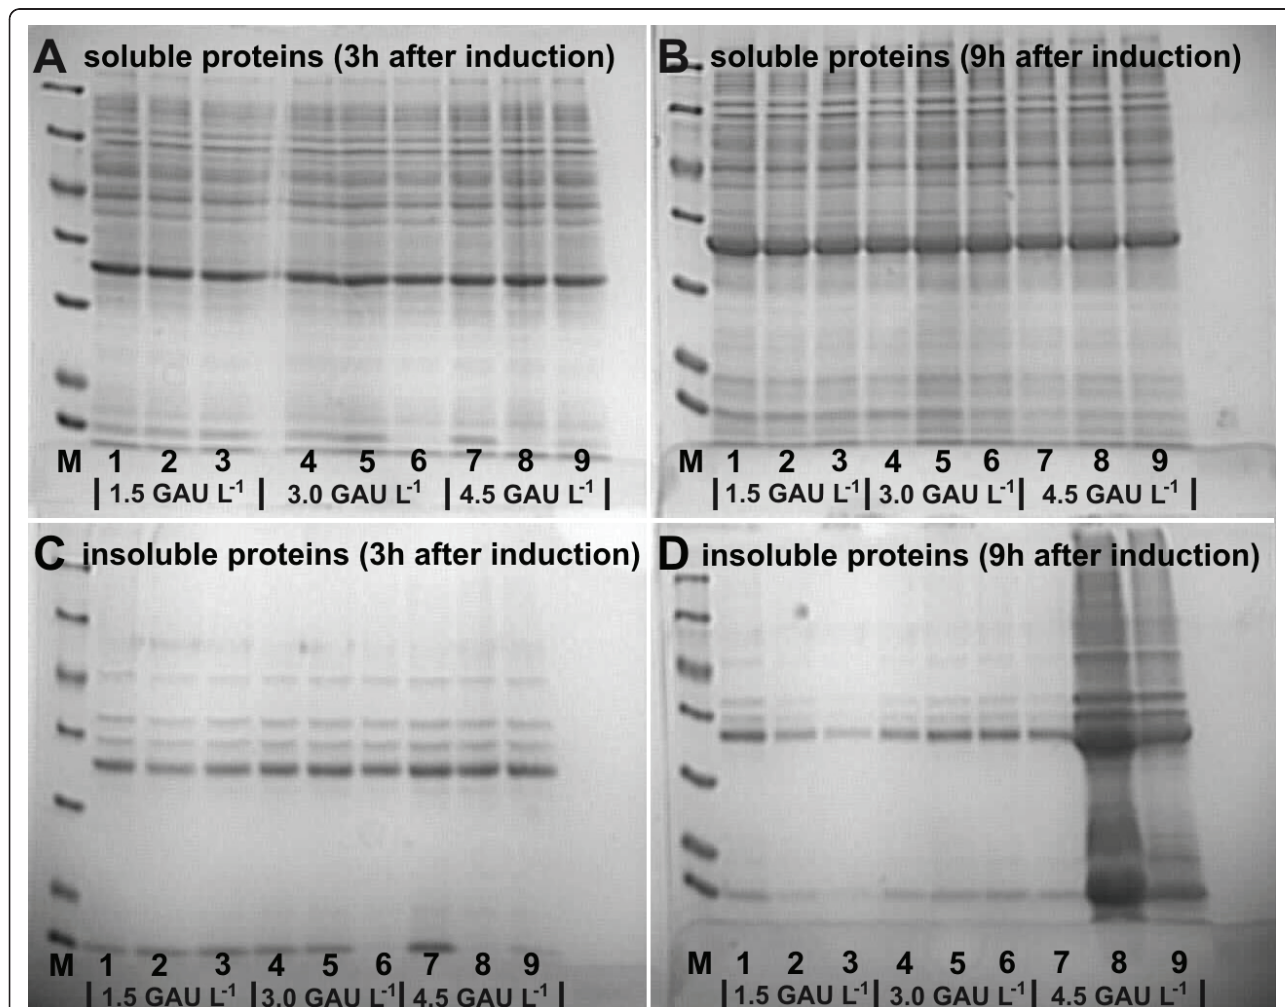 A soluble proteins (3h after induction)
M 1 2 3 4 5 6 7 8 9
| 1.5 GAU L-1 | 3.0 GAU L-1 | 4.5 GAU L-1 |
B soluble proteins (9h after induction)
M 1 2 3 4 5 6 7 8 9
| 1.5 GAU L-1 | 3.0 GAU L-1 | 4.5 GAU L-1 |
C insoluble proteins (3h after induction)
M 1 2 3 4 5 6 7 8 9
| 1.5 GAU L-1 | 3.0 GAU L-1 | 4.5 GAU L-1 |
D insoluble proteins (9h after induction)
M 1 2 3 4 5 6 7 8 9
| 1.5 GAU L-1 | 3.0 GAU L-1 | 4.5 GAU L-1 |